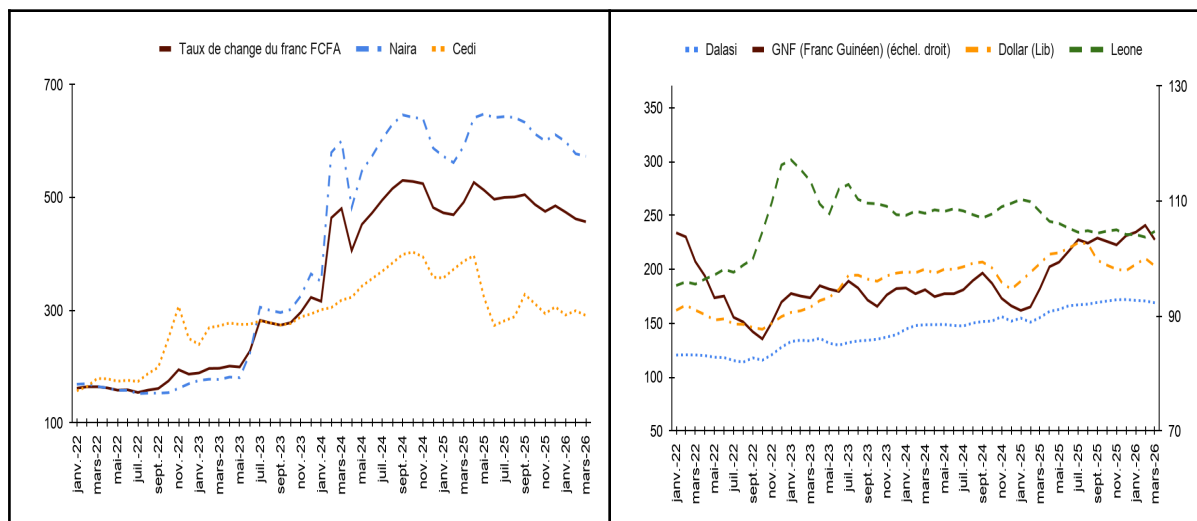 Taux de change du franc FCFA Naira Cedi
700
500
300
100
janv.-22
mars-22
mai-22
juil.-22
sept.-22
nov.-22
janv.-23
mars-23
mai-23
juil.-23
sept.-23
nov.-23
janv.-24
mars-24
mai-24
juil.-24
sept.-24
nov.-24
janv.-25
mars-25
mai-25
juil.-25
sept.-25
nov.-25
janv.-26
mars-26
Dalasi GNF (Franc Guinéen) (échel. droit) Dollar (Lib) Leone
350
300
250
200
150
100
50
130
110
90
70
janv.-22
mars-22
mai-22
juil.-22
sept.-22
nov.-22
janv.-23
mars-23
mai-23
juil.-23
sept.-23
nov.-23
janv.-24
mars-24
mai-24
juil.-24
sept.-24
nov.-24
janv.-25
mars-25
mai-25
juil.-25
sept.-25
nov.-25
janv.-26
mars-26